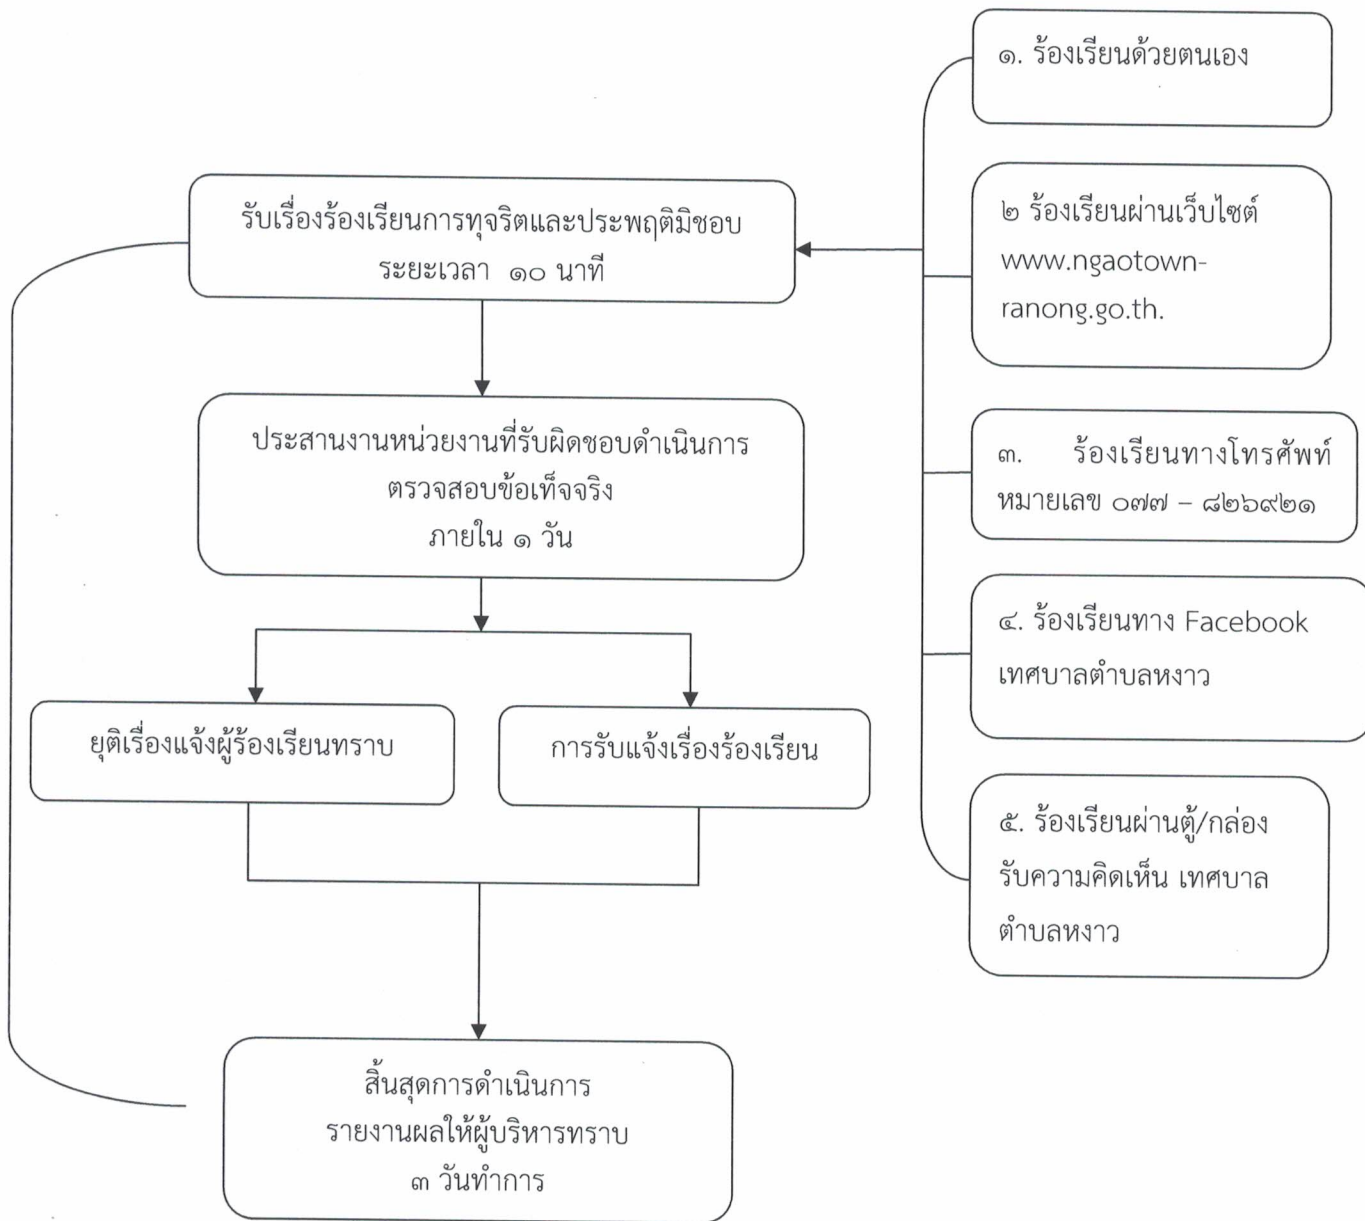 ๑. ร้องเรียนด้วยตนเอง
๒ ร้องเรียนผ่านเว็บไซต์
www.ngaotown-
ranong.go.th.
๓. ร้องเรียนทางโทรศัพท์
หมายเลข ๐๗๗ – ๘๒๖๙๒๑
๔. ร้องเรียนทาง Facebook
เทศบาลตำบลหงาว
๕. ร้องเรียนผ่านตู้/กล่อง
รับความคิดเห็น เทศบาล
ตำบลหงาว
รับเรื่องร้องเรียนการทุจริตและประพฤติมิชอบ
ระยะเวลา ๑๐ นาที
ประสานงานหน่วยงานที่รับผิดชอบดำเนินการ
ตรวจสอบข้อเท็จจริง
ภายใน ๑ วัน
ยุติเรื่องแจ้งผู้ร้องเรียนทราบ
การรับแจ้งเรื่องร้องเรียน
สิ้นสุดการดำเนินการ
รายงานผลให้ผู้บริหารทราบ
๓ วันทำการ